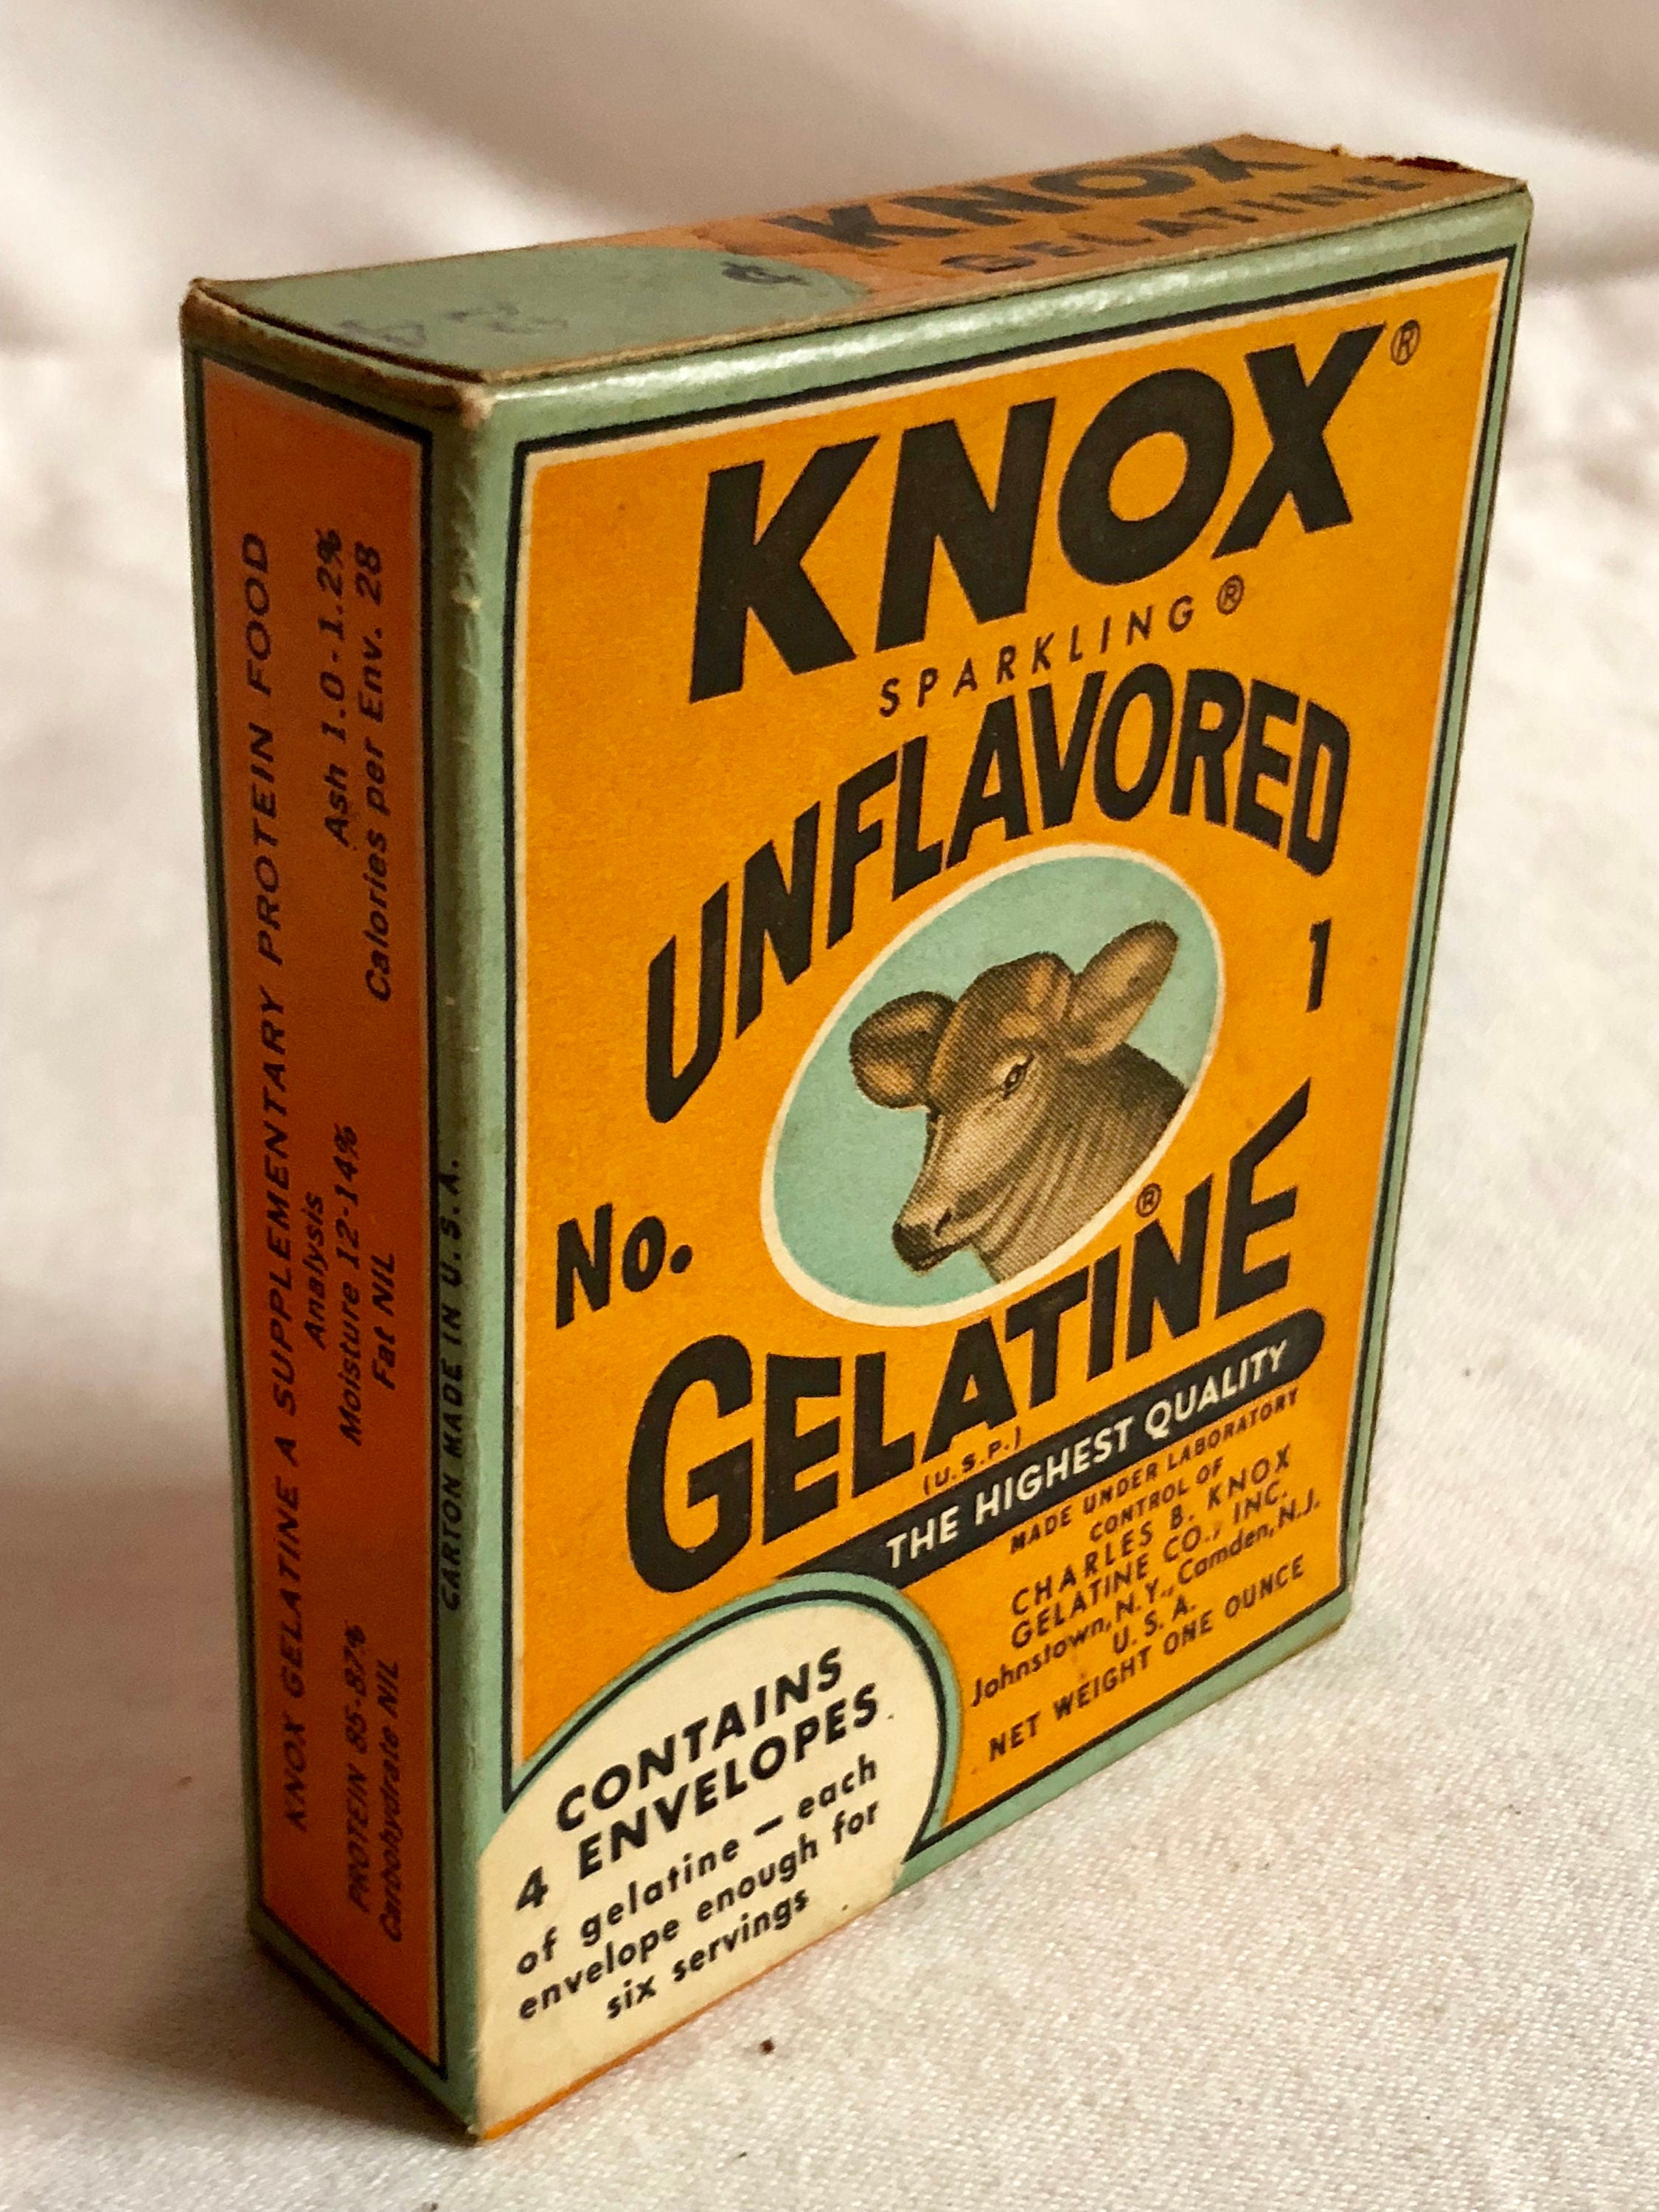 KNOX
GELATINE
¢
KNOX®
SPARKLING®
UNFLAVORED
No. 1
®
GELATINE
(U.S.P.)
THE HIGHEST QUALITY
MADE UNDER LABORATORY
CONTROL OF
CHARLES B. KNOX
GELATINE CO., INC.
Johnstown, N.Y., Camden, N.J.
U. S. A.
NET WEIGHT ONE OUNCE
CONTAINS
4 ENVELOPES
of gelatine — each
envelope enough for
six servings
KNOX GELATINE A SUPPLEMENTARY PROTEIN FOOD
Analysis
PROTEIN 85-87% Moisture 12-14% Ash 1.0-1.2%
Carbohydrate NIL Fat NIL Calories per Env. 28
CARTON MADE IN U.S.A.